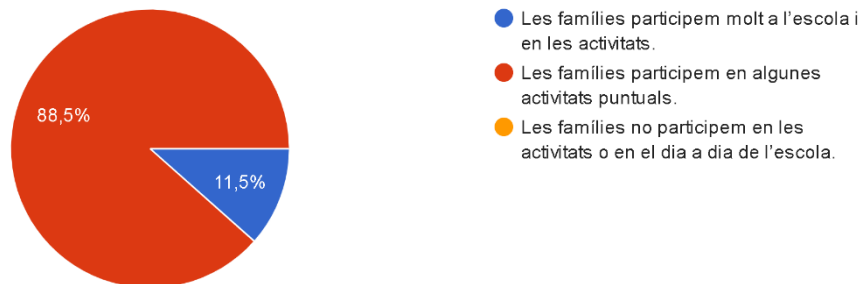 88,5%
11,5%
Les famílies participem molt a l'escola i
en les activitats.
Les famílies participem en algunes
activitats puntuals.
Les famílies no participem en les
activitats o en el dia a dia de l'escola.